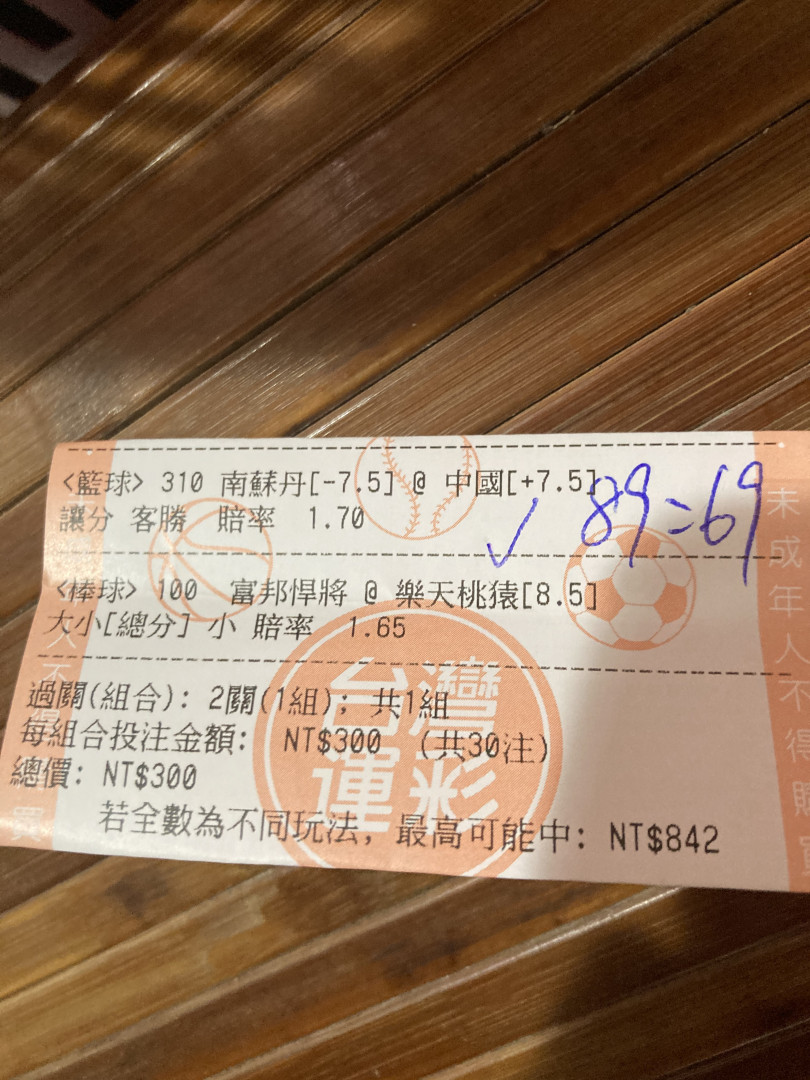 <籃球> 310 南蘇丹[-7.5] @ 中國[+7.5]
讓分 客勝 賠率 1.70
✓ 89=69
<棒球> 100 富邦悍將 @ 樂天桃猿[8.5]
大小[總分] 小 賠率 1.65
過關(組合): 2關(1組); 共1組
每組合投注金額: NT$300 (共30注)
總價: NT$300
若全數為不同玩法, 最高可能中: NT$842
台灣
運彩
未成年人不得購買